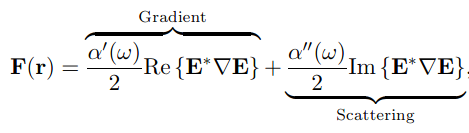 Gradient
F(r) = α′(ω)/2 Re {E*∇E} + α″(ω)/2 Im {E*∇E},
Scattering